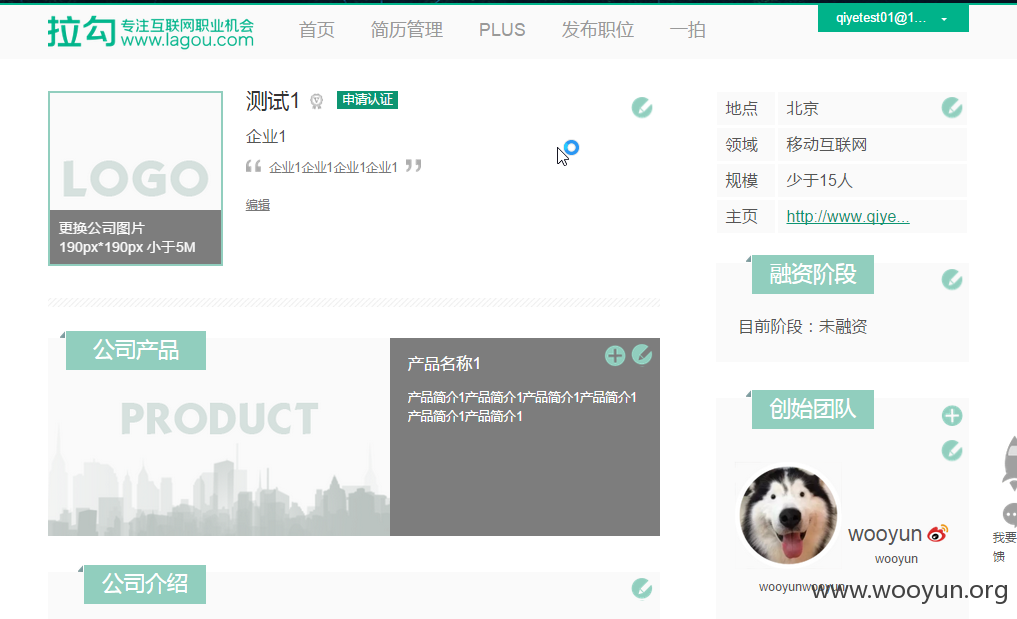 拉勾 专注互联网职业机会
www.lagou.com
首页 简历管理 PLUS 发布职位 一拍
qiyetest01@1...
LOGO
更换公司图片
190px*190px 小于5M
测试1 申请认证
企业1
企业1企业1企业1企业1
编辑
公司产品
PRODUCT
产品名称1
产品简介1产品简介1产品简介1产品简介1
产品简介1产品简介1
公司介绍
地点 北京
领域 移动互联网
规模 少于15人
主页 http://www.qiye...
融资阶段
目前阶段：未融资
创始团队
wooyun
wooyun
wooyunwooyun
我要
馈
www.wooyun.org